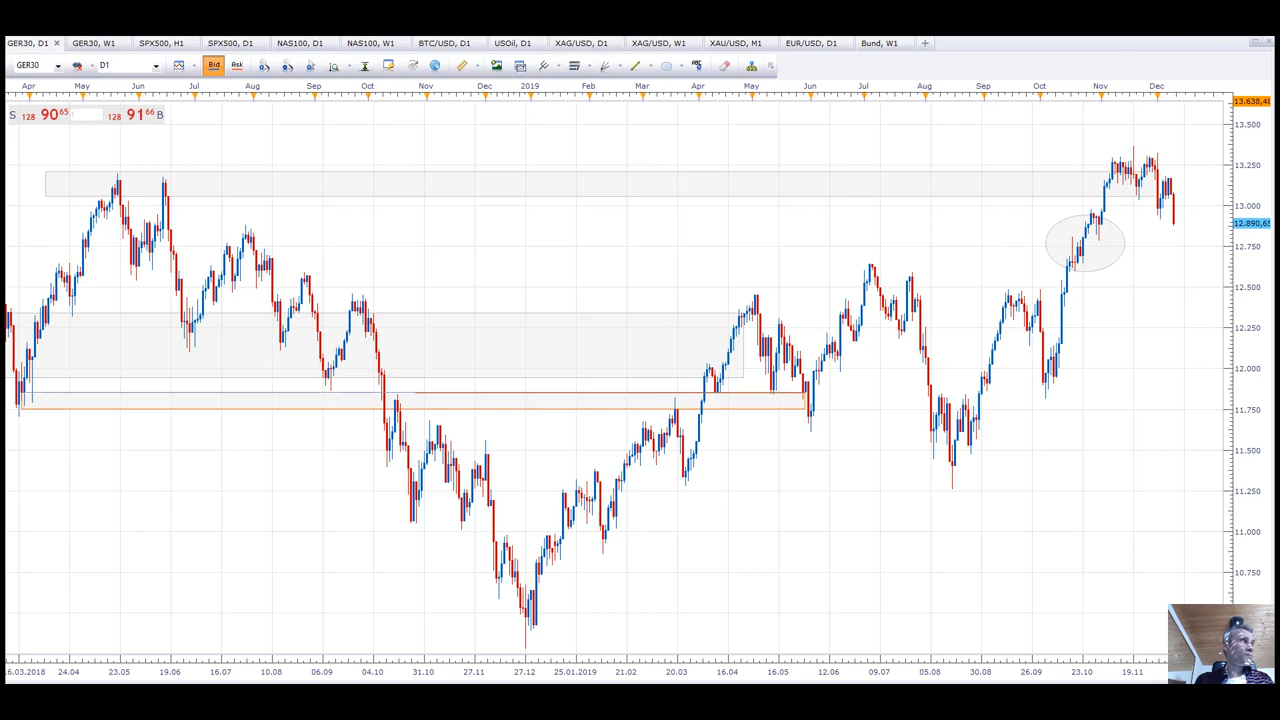 GER30, D1 GER30, W1 SPX500, H1 SPX500, D1 NAS100, D1 NAS100, W1 BTC/USD, D1 USOil, D1 XAG/USD, D1 XAG/USD, W1 XAU/USD, M1 EUR/USD, D1 Bund, W1
GER30 D1 Bid Ask ABC
Apr May Jun Jul Aug Sep Oct Nov Dec 2019 Feb Mar Apr May Jun Jul Aug Sep Oct Nov Dec
13.638,48
S 128 90 65 128 91 66 B
13.500
13.250
13.000
12.890,65
12.750
12.500
12.250
12.000
11.750
11.500
11.250
11.000
10.750
16.03.2018 24.04 23.05 19.06 16.07 10.08 06.09 04.10 31.10 27.11 27.12 25.01.2019 21.02 20.03 16.04 16.05 12.06 09.07 05.08 30.08 26.09 23.10 19.11